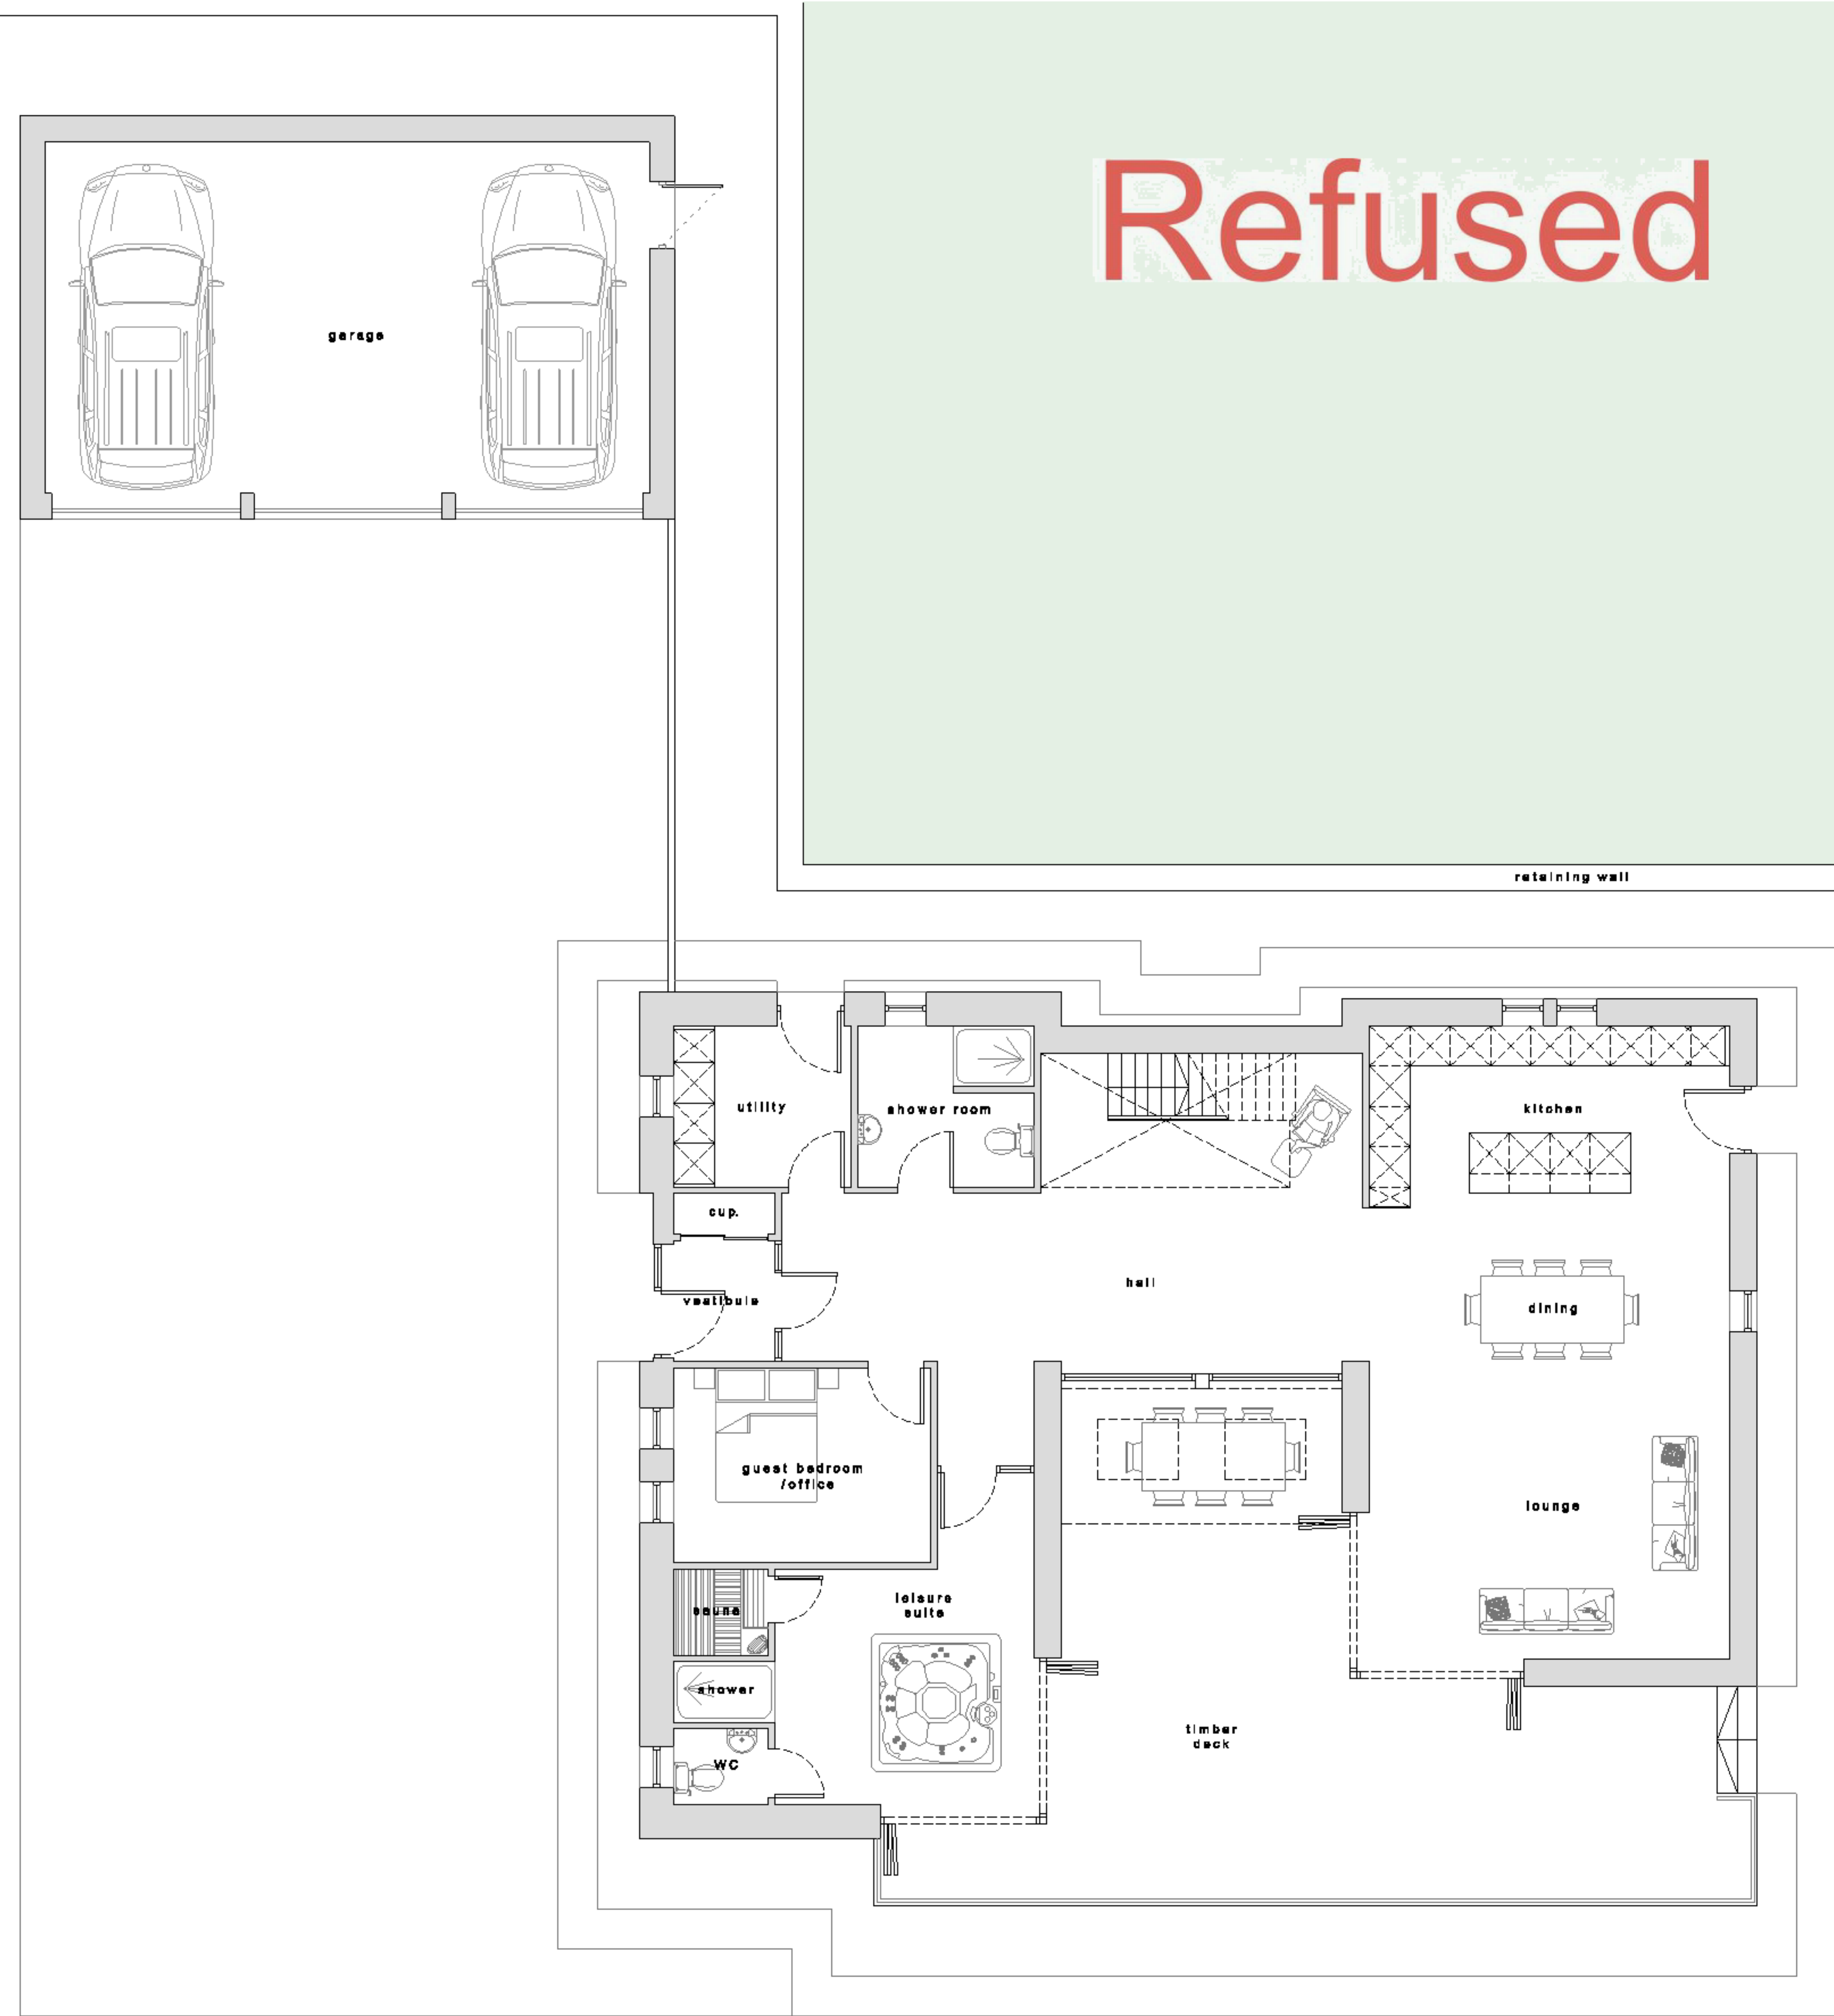 Refused
garage
retaining wall
utility
shower room
kitchen
cup.
hall
vestibule
dining
guest bedroom
/office
lounge
leisure
suite
sauna
shower
timber
deck
WC